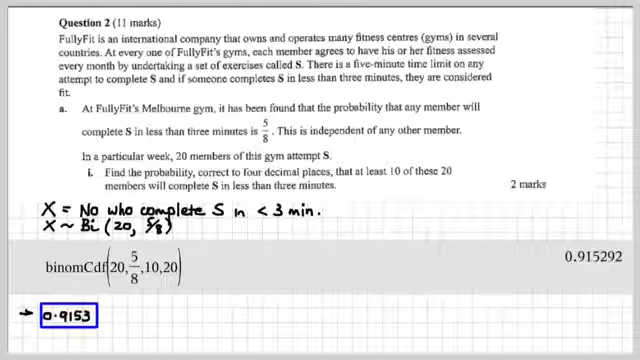 Question 2 (11 marks)
FullyFit is an international company that owns and operates many fitness centres (gyms) in several
countries. At every one of FullyFit's gyms, each member agrees to have his or her fitness assessed
every month by undertaking a set of exercises called S. There is a five-minute time limit on any
attempt to complete S and if someone completes S in less than three minutes, they are considered
fit.
a. At FullyFit's Melbourne gym, it has been found that the probability that any member will
complete S in less than three minutes is 5/8. This is independent of any other member.
In a particular week, 20 members of this gym attempt S.
i. Find the probability, correct to four decimal places, that at least 10 of these 20
members will complete S in less than three minutes. 2 marks
X = No who complete S in < 3 min.
X ~ Bi (20, 5/8)
binomCdf(20, 5/8, 10, 20) 0.915292
→ 0.9153